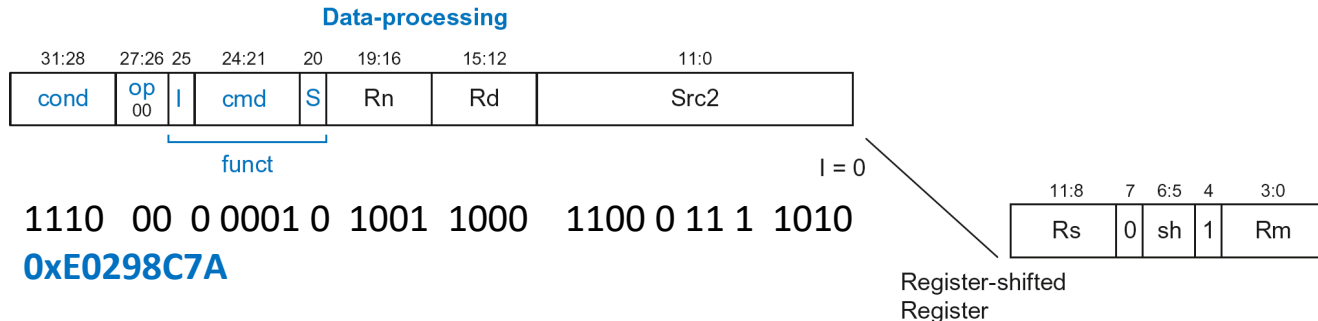 Data-processing
31:28 27:26 25 24:21 20 19:16 15:12 11:0
cond op 00 I cmd S Rn Rd Src2
funct
I = 0
11:8 7 6:5 4 3:0
Rs 0 sh 1 Rm
1110 00 0 0001 0 1001 1000 1100 0 11 1 1010
0xE0298C7A
Register-shifted
Register